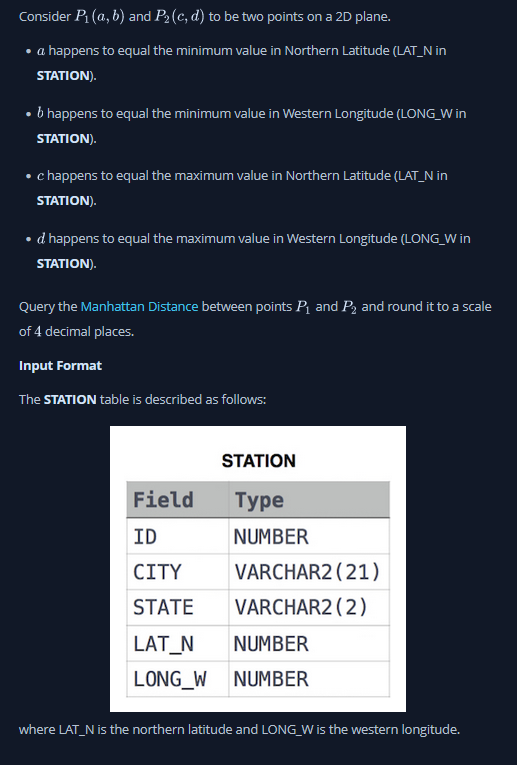 Consider P₁(a, b) and P₂(c, d) to be two points on a 2D plane.
• a happens to equal the minimum value in Northern Latitude (LAT_N in
STATION).
• b happens to equal the minimum value in Western Longitude (LONG_W in
STATION).
• c happens to equal the maximum value in Northern Latitude (LAT_N in
STATION).
• d happens to equal the maximum value in Western Longitude (LONG_W in
STATION).
Query the Manhattan Distance between points P₁ and P₂ and round it to a scale
of 4 decimal places.
Input Format
The STATION table is described as follows:
STATION
Field Type
ID NUMBER
CITY VARCHAR2(21)
STATE VARCHAR2(2)
LAT_N NUMBER
LONG_W NUMBER
where LAT_N is the northern latitude and LONG_W is the western longitude.